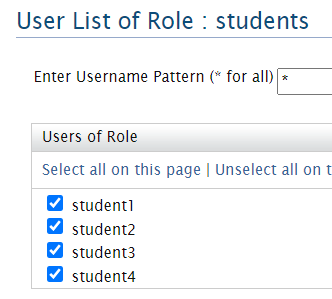 User List of Role : students
Enter Username Pattern (* for all) *
Users of Role
Select all on this page | Unselect all on
student1
student2
student3
student4